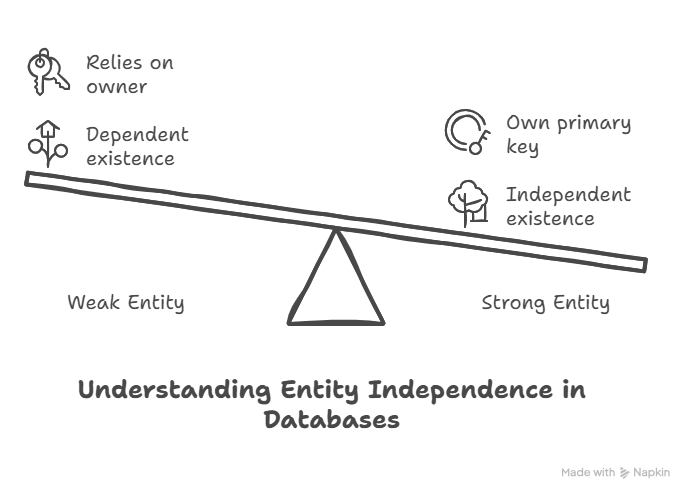 Relies on
owner
Dependent
existence
Own primary
key
Independent
existence
Weak Entity
Strong Entity
Understanding Entity Independence in
Databases
Made with Napkin